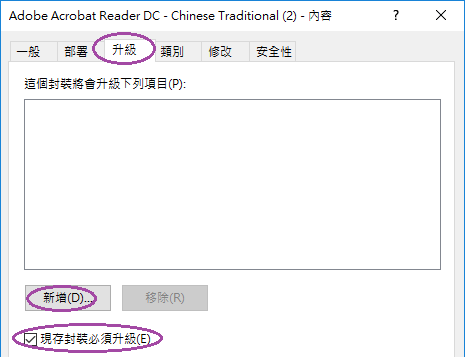 Adobe Acrobat Reader DC - Chinese Traditional (2) - 內容
? ×
一般 部署 升級 類別 修改 安全性
這個封裝將會升級下列項目(P):
新增(D)... 移除(R)
現存封裝必須升級(E)